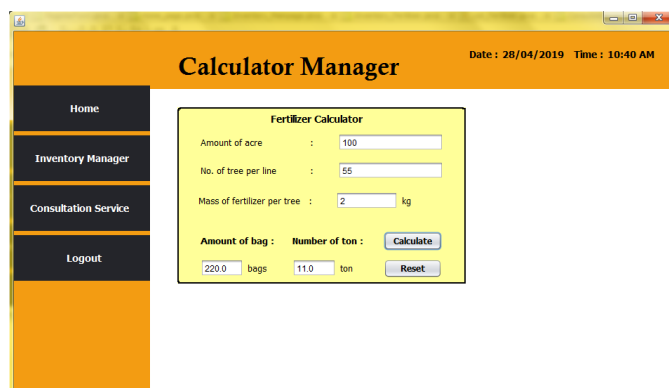 Calculator Manager
Date : 28/04/2019 Time : 10:40 AM
Home
Inventory Manager
Consultation Service
Logout
Fertilizer Calculator
Amount of acre : 100
No. of tree per line : 55
Mass of fertilizer per tree : 2 kg
Amount of bag : Number of ton : Calculate
220.0 bags 11.0 ton Reset